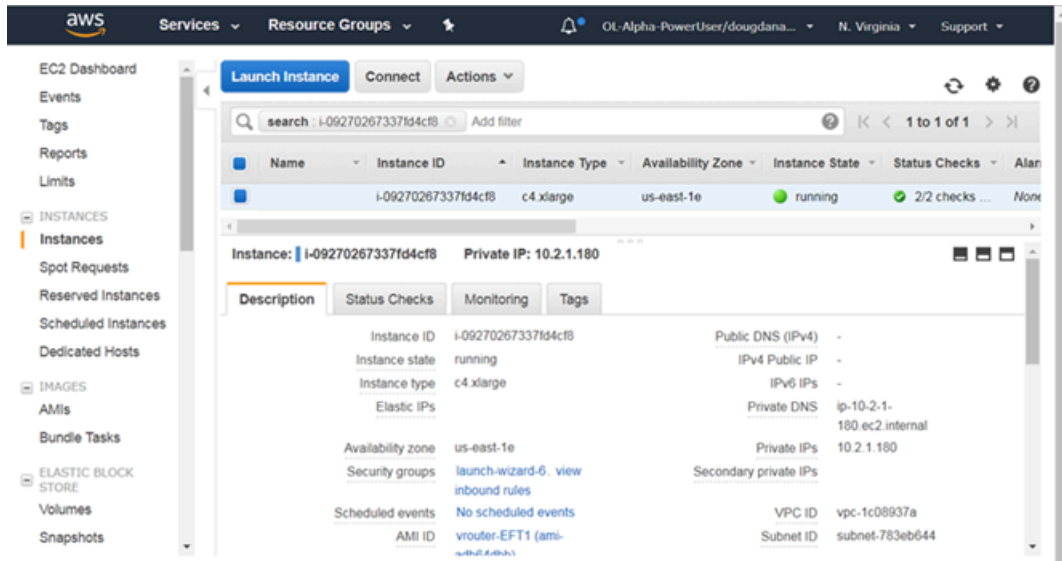 aws Services Resource Groups OL-Alpha-PowerUser/dougdana... N. Virginia Support
EC2 Dashboard
Events
Tags
Reports
Limits
INSTANCES
Instances
Spot Requests
Reserved Instances
Scheduled Instances
Dedicated Hosts
IMAGES
AMIs
Bundle Tasks
ELASTIC BLOCK
STORE
Volumes
Snapshots
Launch Instance Connect Actions
search : i-09270267337fd4cf8 Add filter 1 to 1 of 1
Name Instance ID Instance Type Availability Zone Instance State Status Checks Alar
i-09270267337fd4cf8 c4.xlarge us-east-1e running 2/2 checks ... None
Instance: i-09270267337fd4cf8 Private IP: 10.2.1.180
Description Status Checks Monitoring Tags
Instance ID i-09270267337fd4cf8 Public DNS (IPv4) -
Instance state running IPv4 Public IP -
Instance type c4.xlarge IPv6 IPs -
Elastic IPs Private DNS ip-10-2-1-
180.ec2.internal
Availability zone us-east-1e Private IPs 10.2.1.180
Security groups launch-wizard-6. view Secondary private IPs
inbound rules
Scheduled events No scheduled events VPC ID vpc-1c08937a
AMI ID vrouter-EFT1 (ami- Subnet ID subnet-783eb644